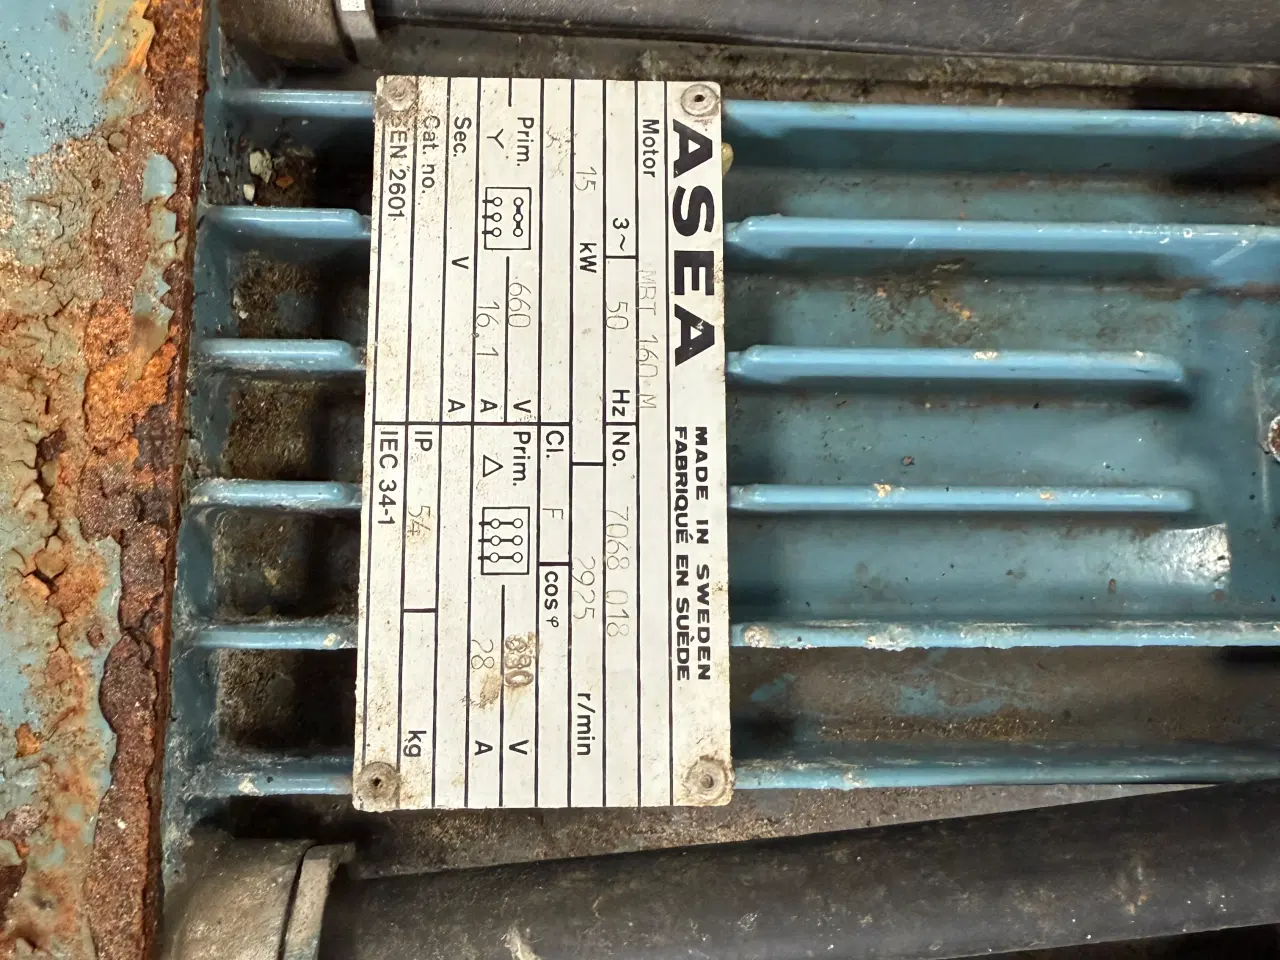 ASEA MADE IN SWEDEN
FABRIQUÉ EN SUÈDE
Motor MBT 160 M
3~ 50 Hz No. 7068 018
15 kW 2925 r/min
Cl. F cos φ
Prim. Y 660 V Prim. Δ V
16,1 A 28 A
Sec. V A
Cat. no. IP 54 kg
SEN 2601 IEC 34-1